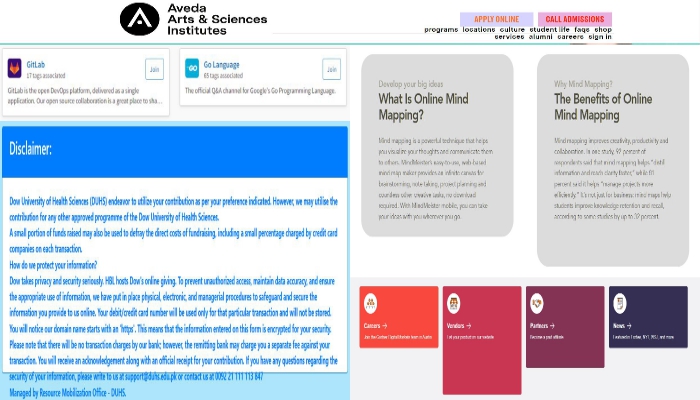 Aveda
Arts & Sciences
Institutes
APPLY ONLINE
CALL ADMISSIONS
programs locations culture student life faqs shop
services alumni careers sign in
GitLab
17 tags associated
Join
GitLab is the open DevOps platform, delivered as a single
application. Our open source collaboration is a great place to sha...
Go Language
65 tags associated
Join
The official Q&A channel for Google's Go Programming Language.
Disclaimer:
Dow University of Health Sciences (DUHS) endeavor to utilize your contribution as per your preference indicated. However, we may utilise the
contribution for any other approved programme of the Dow University of Health Sciences.
A small portion of funds raised may also be used to defray the direct costs of fundraising, including a small percentage charged by credit card
companies on each transaction.
How do we protect your information?
Dow takes privacy and security seriously. HBL hosts Dow's online giving. To prevent unauthorized access, maintain data accuracy, and ensure
the appropriate use of information, we have put in place physical, electronic, and managerial procedures to safeguard and secure the
information you provide to us online. Your debit/credit card number will be used only for that particular transaction and will not be stored.
You will notice our domain name starts with an 'https'. This means that the information entered on this form is encrypted for your security.
Please note that there will be no transaction charges by our bank; however, the remitting bank may charge you a separate fee against your
transaction. You will receive an acknowledgement along with an official receipt for your contribution. If you have any questions regarding the
security of your information, please write to us at support@duhs.edu.pk or contact us at 0092 21 111 113 847
Managed by Resource Mobilization Office - DUHS.
Develop your big ideas
What Is Online Mind
Mapping?
Mind mapping is a powerful technique that helps
you visualize your thoughts and communicate them
to others. MindMeister's easy-to-use, web-based
mind map maker provides an infinite canvas for
brainstorming, note taking, project planning and
countless other creative tasks, no download
required. With MindMeister mobile, you can take
your ideas with you wherever you go.
Why Mind Mapping?
The Benefits of Online
Mind Mapping
Mind mapping improves creativity, productivity and
collaboration. In one study, 92 percent of
respondents said that mind mapping helps "distill
information and reach clarity faster," while 81
percent said it helps "manage projects more
efficiently." It's not just for business: mind maps help
students improve knowledge retention and recall,
according to some studies by up to 32 percent.
Careers →
Vendors →
List your product on our website
Partners →
Become a paid affiliate
News →